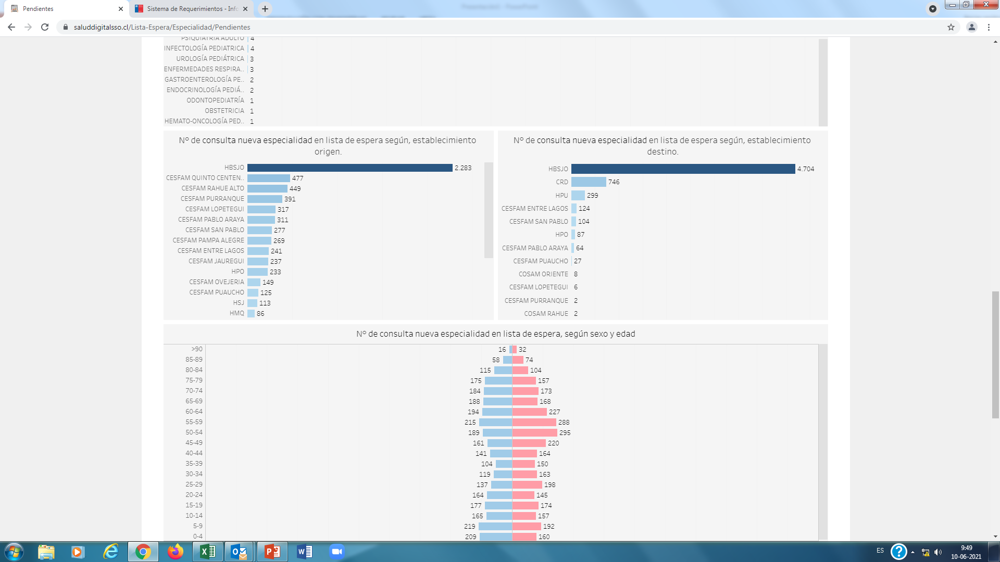 Pendientes
Sistema de Requerimientos - Info
saluddigitalsso.cl/Lista-Espera/Especialidad/Pendientes
PSIQUIATRÍA ADULTO 4
INFECTOLOGÍA PEDIATRICA 4
UROLOGÍA PEDIÁTRICA 3
ENFERMEDADES RESPIRA.. 3
GASTROENTEROLOGÍA PE.. 2
ENDOCRINOLOGÍA PEDIÁ.. 2
ODONTOPEDIATRÍA 1
OBSTETRICIA 1
HEMATO-ONCOLOGÍA PED.. 1
Nº de consulta nueva especialidad en lista de espera según, establecimiento
origen.
HBSJO 2.283
CESFAM QUINTO CENTEN.. 477
CESFAM RAHUE ALTO 449
CESFAM PURRANQUE 391
CESFAM LOPETEGUI 317
CESFAM PABLO ARAYA 311
CESFAM SAN PABLO 277
CESFAM PAMPA ALEGRE 269
CESFAM ENTRE LAGOS 241
CESFAM JAUREGUI 237
HPO 233
CESFAM OVEJERIA 149
CESFAM PUAUCHO 125
HSJ 113
HMQ 86
Nº de consulta nueva especialidad en lista de espera según, establecimiento
destino.
HBSJO 4.704
CRD 746
HPU 299
CESFAM ENTRE LAGOS 124
CESFAM SAN PABLO 104
HPO 87
CESFAM PABLO ARAYA 64
CESFAM PUAUCHO 27
COSAM ORIENTE 8
CESFAM LOPETEGUI 6
CESFAM PURRANQUE 2
COSAM RAHUE 2
Nº de consulta nueva especialidad en lista de espera, según sexo y edad
>90 16 32
85-89 58 74
80-84 115 104
75-79 175 157
70-74 184 173
65-69 188 168
60-64 194 227
55-59 215 288
50-54 189 295
45-49 161 220
40-44 141 164
35-39 104 150
30-34 119 163
25-29 137 198
20-24 164 145
15-19 177 174
10-14 165 157
5-9 219 192
0-4 209 160
ES
9:49
10-06-2021